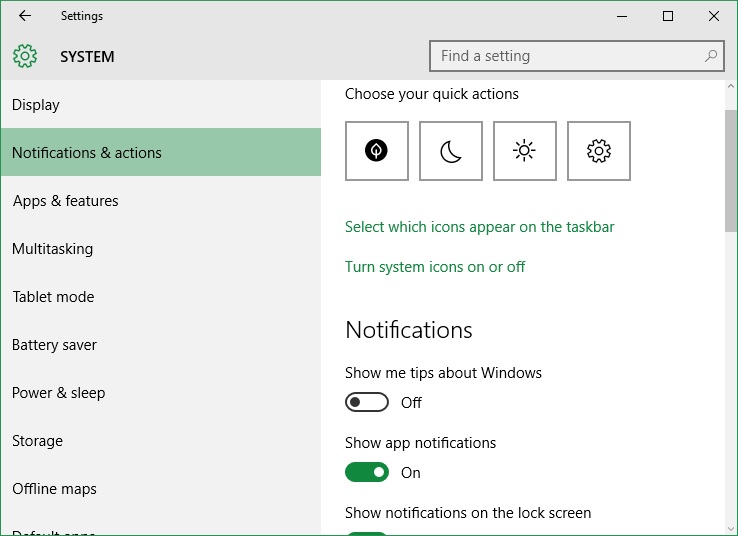 Settings
SYSTEM
Find a setting
Display
Notifications & actions
Apps & features
Multitasking
Tablet mode
Battery saver
Power & sleep
Storage
Offline maps
Default apps
Choose your quick actions
Select which icons appear on the taskbar
Turn system icons on or off
Notifications
Show me tips about Windows
Off
Show app notifications
On
Show notifications on the lock screen